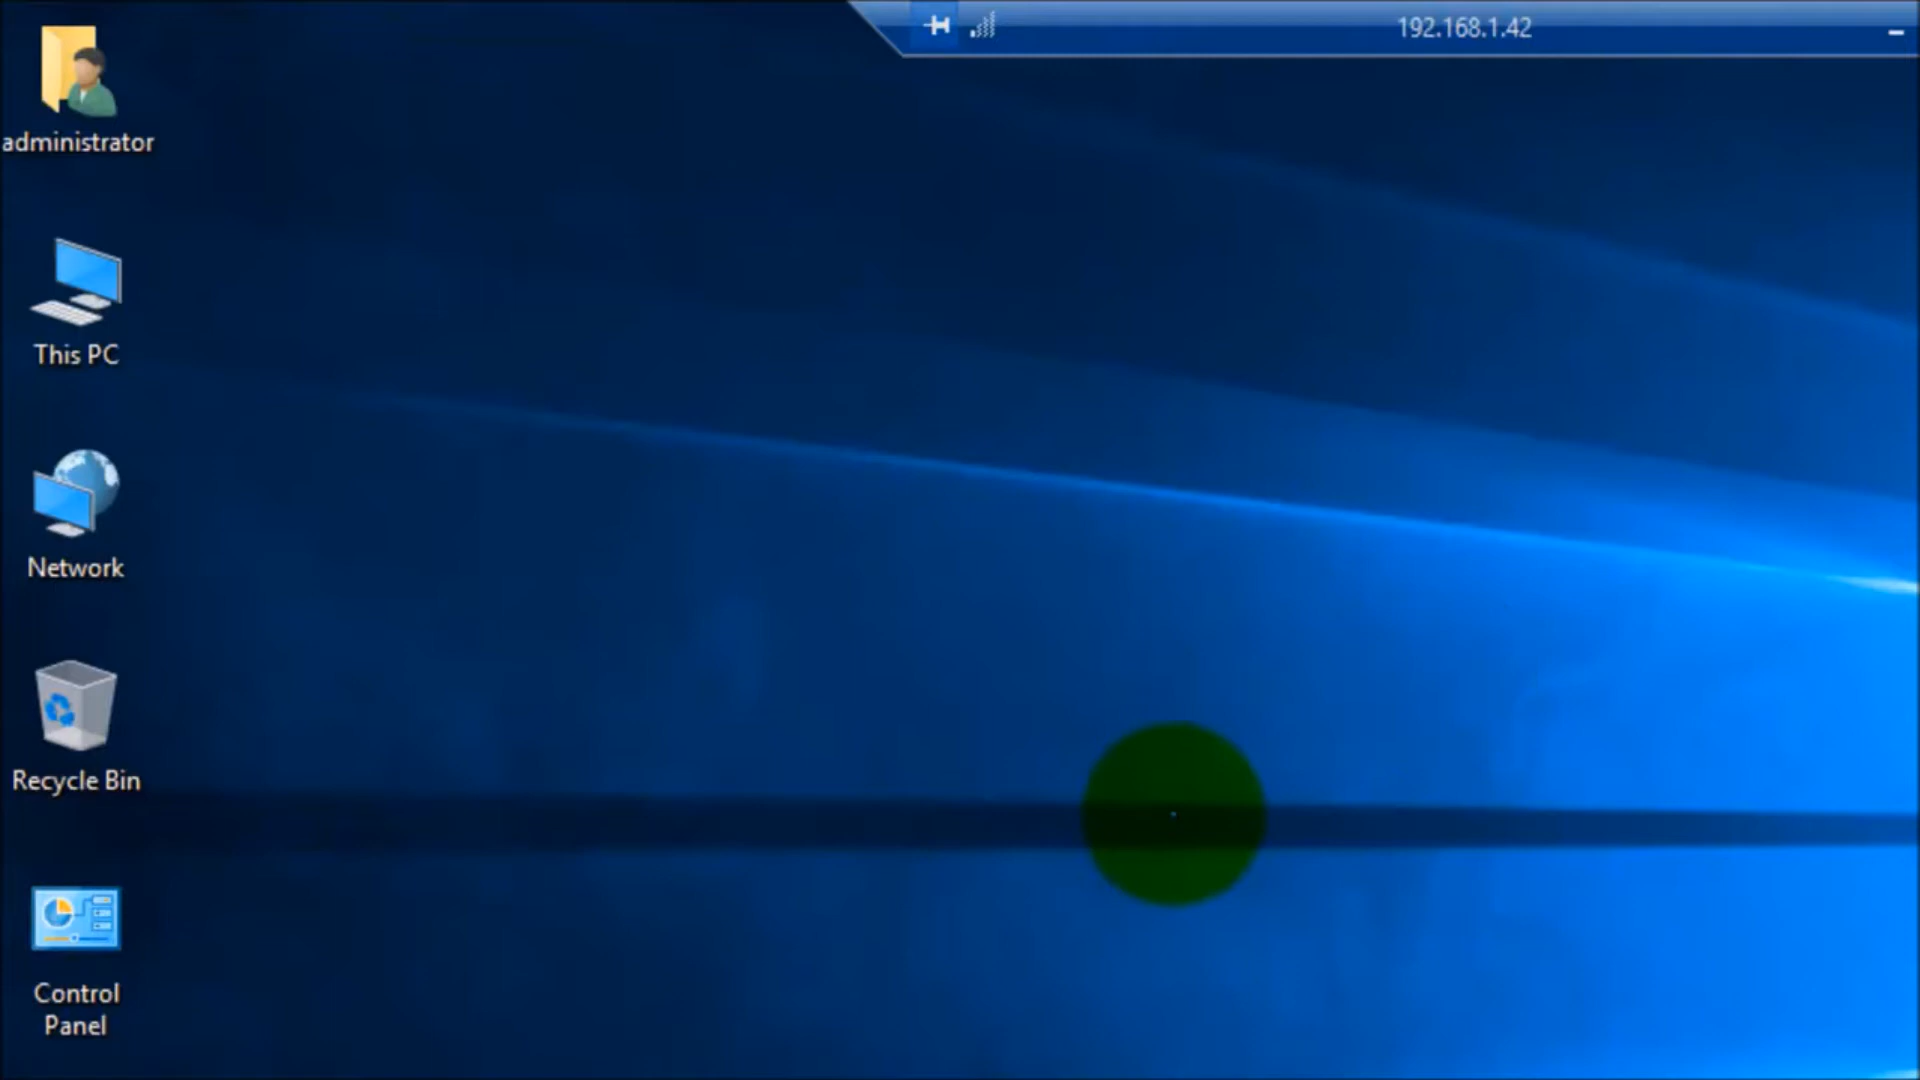 192.168.1.42
administrator
This PC
Network
Recycle Bin
Control
Panel